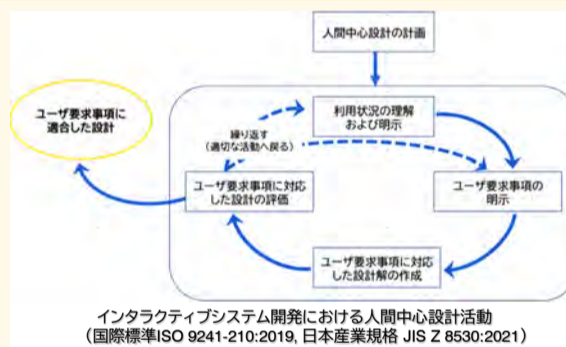 人間中心設計の計画
ユーザ要求事項に
適合した設計
利用状況の理解
および明示
繰り返す
(適切な活動へ戻る)
ユーザ要求事項に対応
した設計の評価
ユーザ要求事項の
明示
ユーザ要求事項に対応
した設計解の作成
インタラクティブシステム開発における人間中心設計活動
(国際標準ISO 9241-210:2019, 日本産業規格 JIS Z 8530:2021)